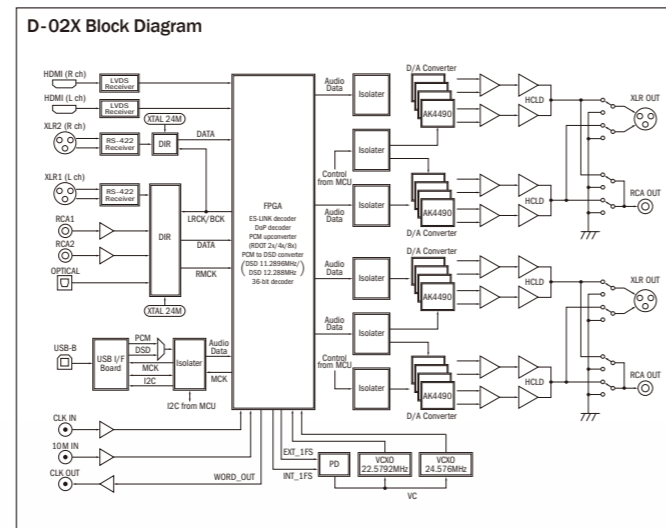 D-02X Block Diagram
HDMI (R ch)
LVDS
Receiver
HDMI (L ch)
LVDS
Receiver
XTAL 24M
XLR2 (R ch)
RS-422
Receiver
DIR
DATA
XLR1 (L ch)
RS-422
Receiver
RCA1
RCA2
OPTICAL
DIR
LRCK/BCK
DATA
RMCK
XTAL 24M
USB-B
USB I/F
Board
PCM
DSD
MCK
I2C
Isolater
Audio
Data
MCK
I2C from MCU
CLK IN
10M IN
CLK OUT
WORD_OUT
FPGA
ES-LINK decoder
DoP decoder
PCM upconverter
(RDOT 2x/4x/8x)
PCM to DSD converter
(DSD 11.2896MHz/
DSD 12.288MHz)
36-bit decoder
EXT_1FS
INT_1FS
PD
VCXO
22.5792MHz
VCXO
24.576MHz
VC
Audio
Data
Isolater
D/A Converter
AK4490
HCLD
XLR OUT
Isolater
Control
from MCU
Audio
Data
Isolater
AK4490
D/A Converter
HCLD
RCA OUT
Audio
Data
Isolater
D/A Converter
AK4490
HCLD
XLR OUT
Audio
Data
Isolater
Control
from MCU
Isolater
AK4490
D/A Converter
HCLD
RCA OUT